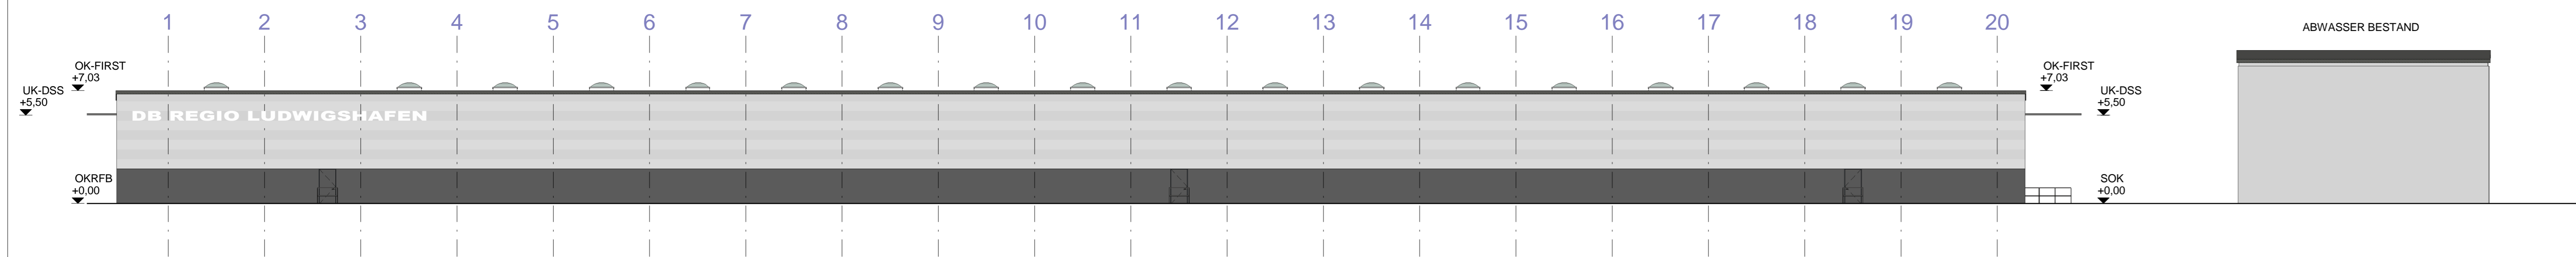 1 2 3 4 5 6 7 8 9 10 11 12 13 14 15 16 17 18 19 20
ABWASSER BESTAND
OK-FIRST
+7,03
UK-DSS
+5,50
DB REGIO LUDWIGSHAFEN
OKRFB
+0,00
OK-FIRST
+7,03
UK-DSS
+5,50
SOK
+0,00